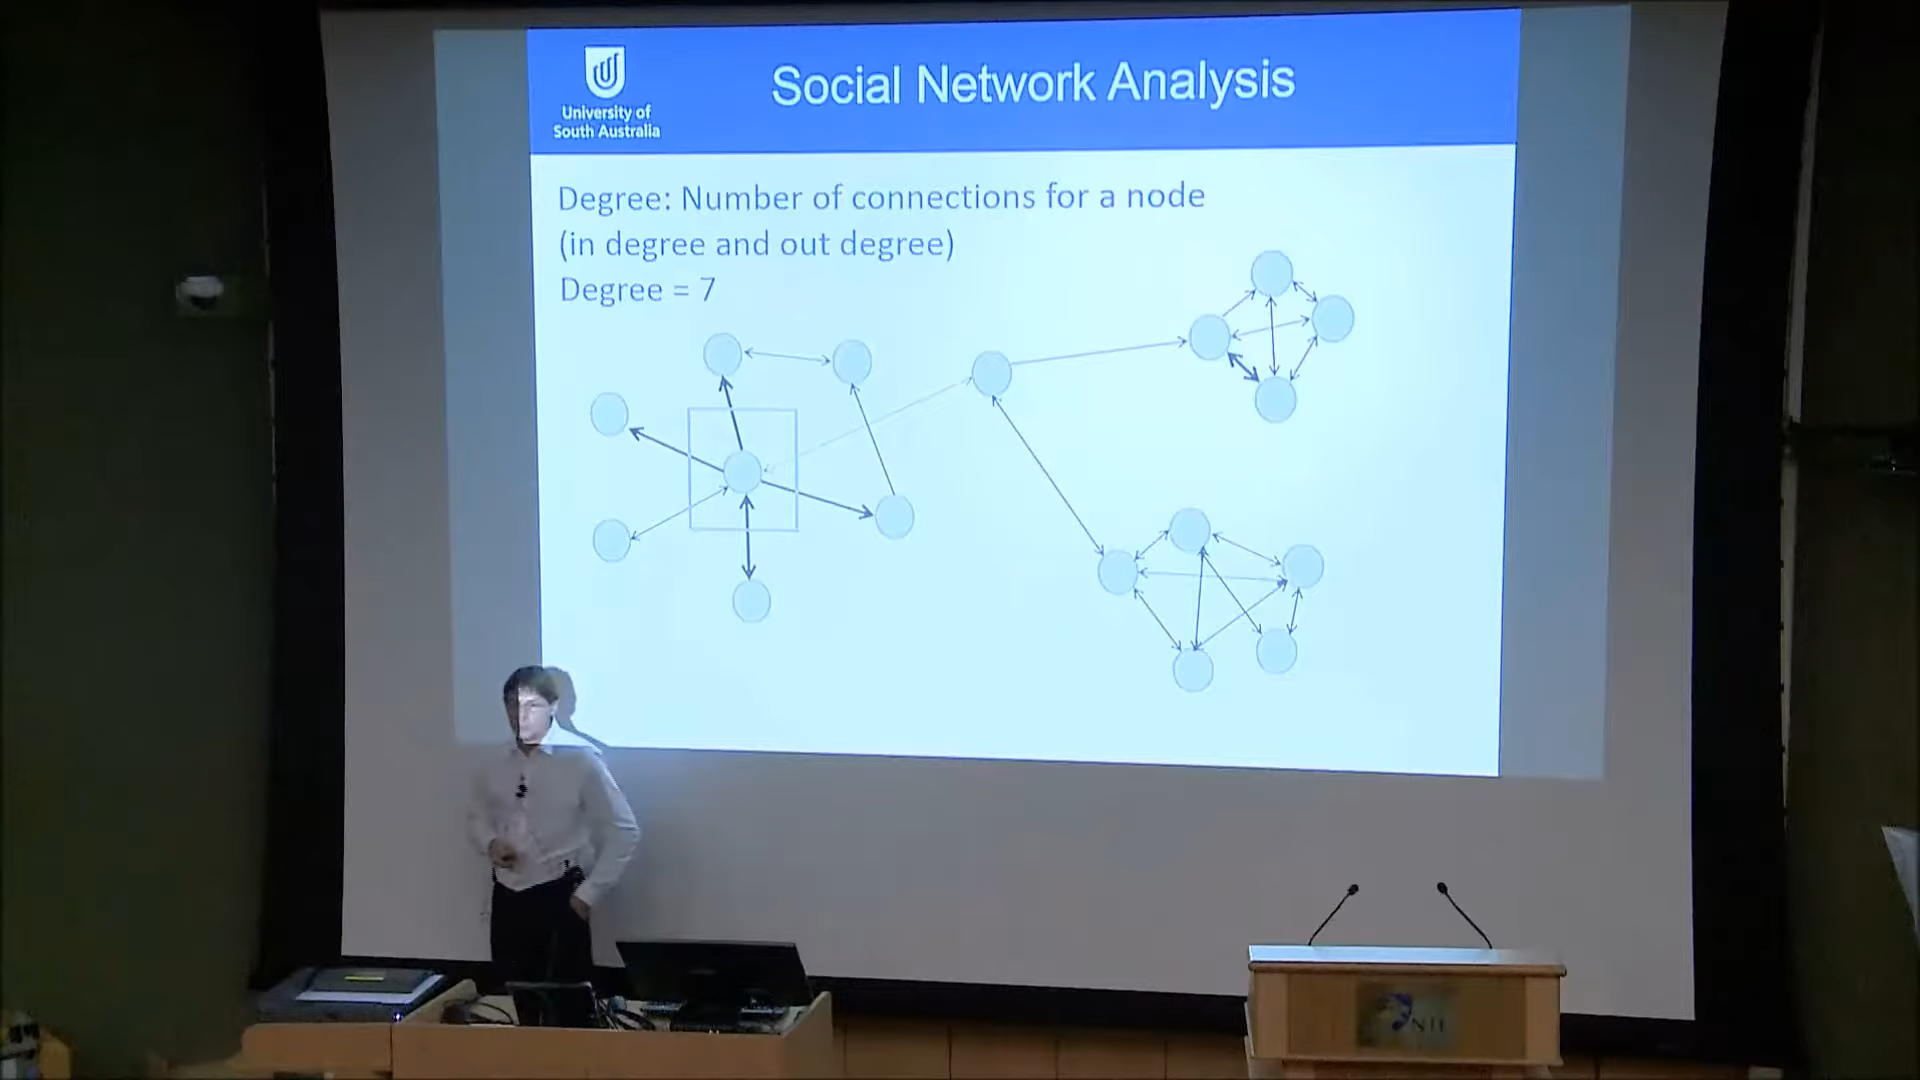 University of
South Australia
Social Network Analysis
Degree: Number of connections for a node
(in degree and out degree)
Degree = 7
NIE